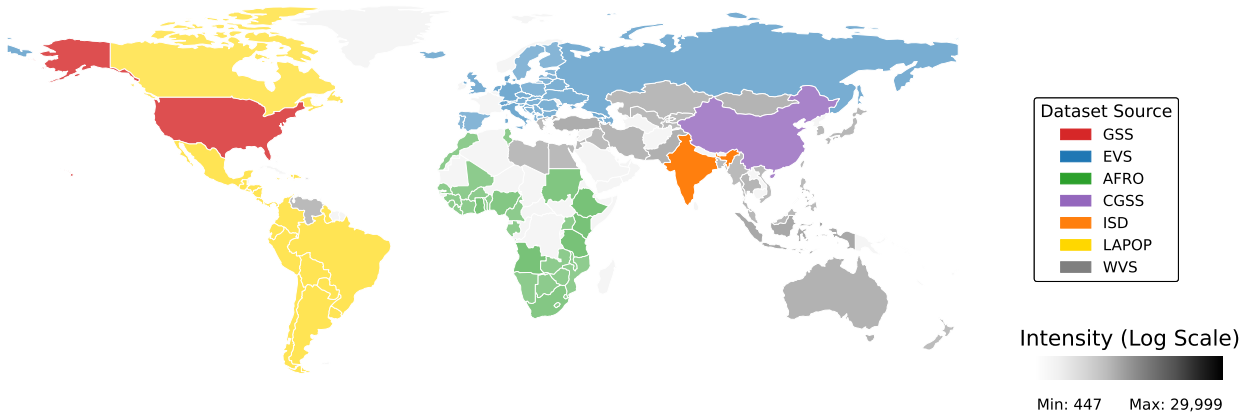 Dataset Source
GSS
EVS
AFRO
CGSS
ISD
LAPOP
WVS
Intensity (Log Scale)
Min: 447 Max: 29,999